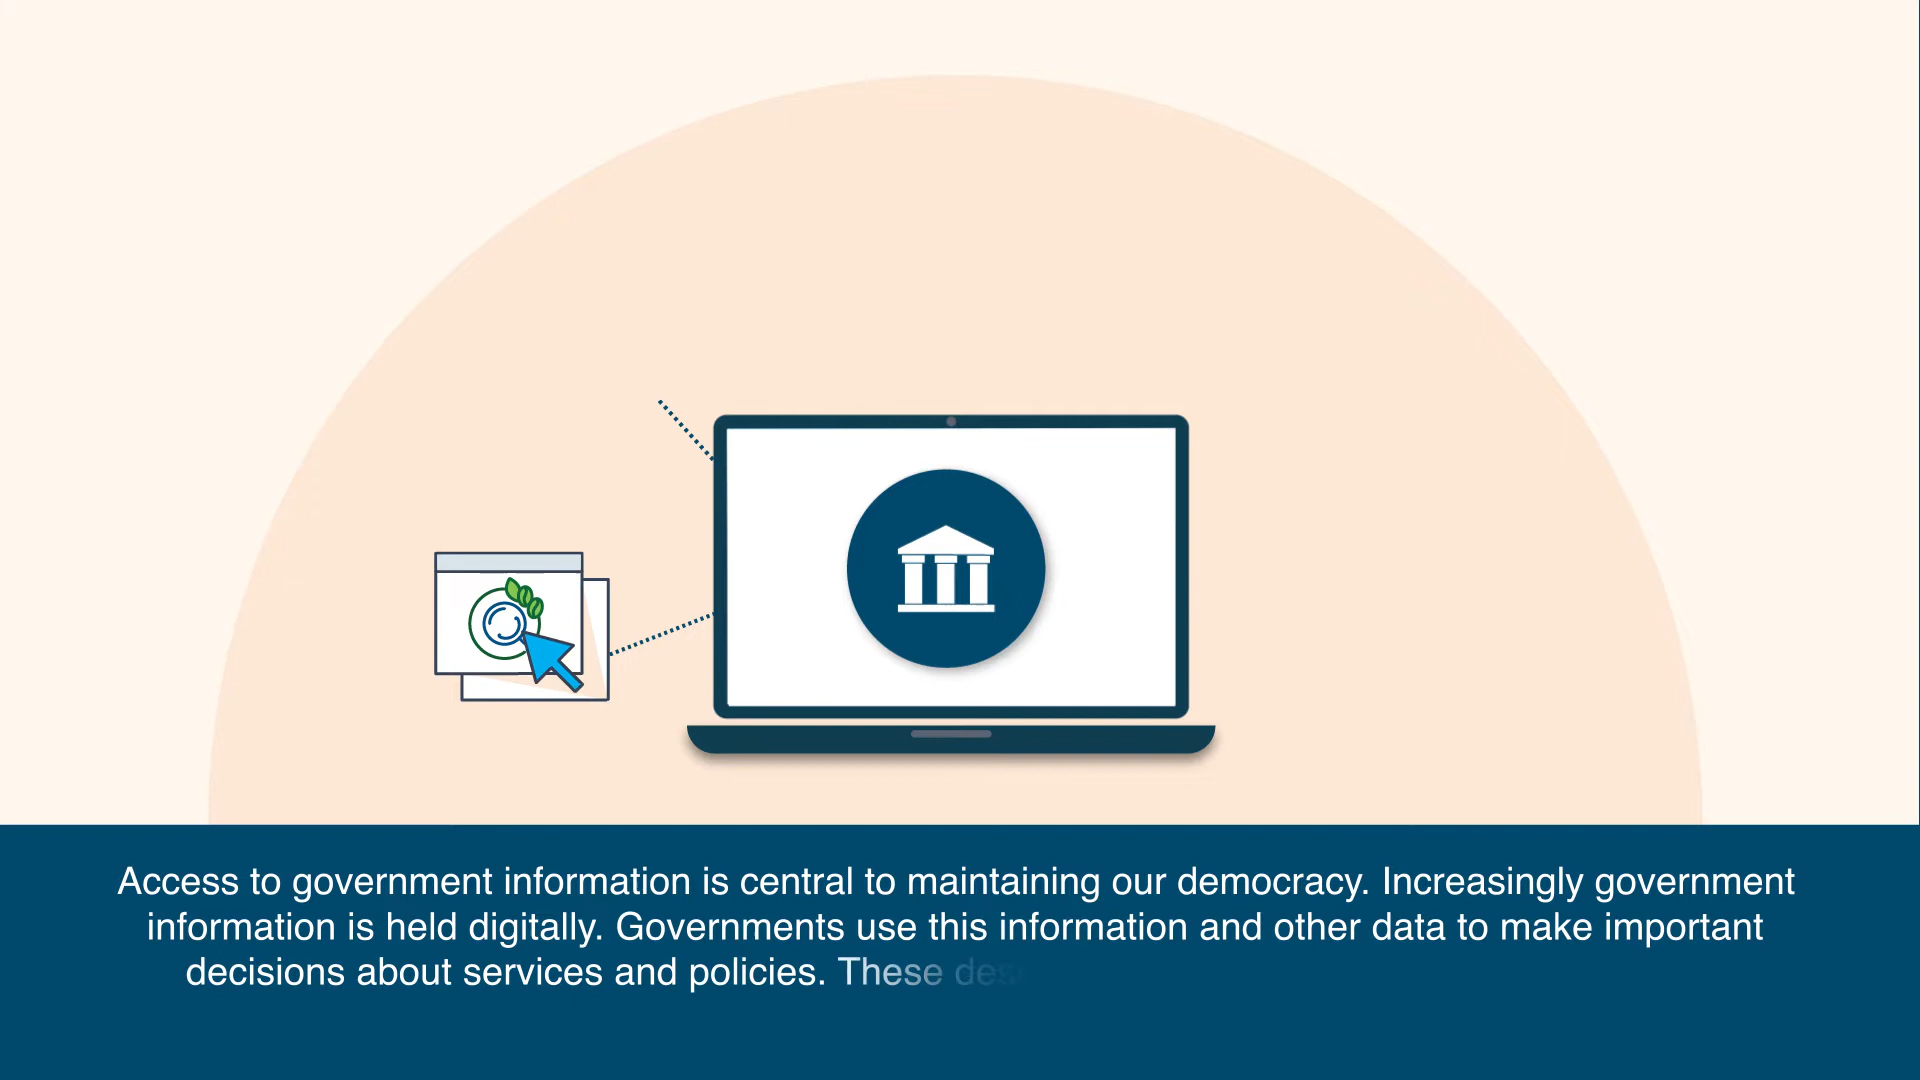 Access to government information is central to maintaining our democracy. Increasingly government
information is held digitally. Governments use this information and other data to make important
decisions about services and policies. These